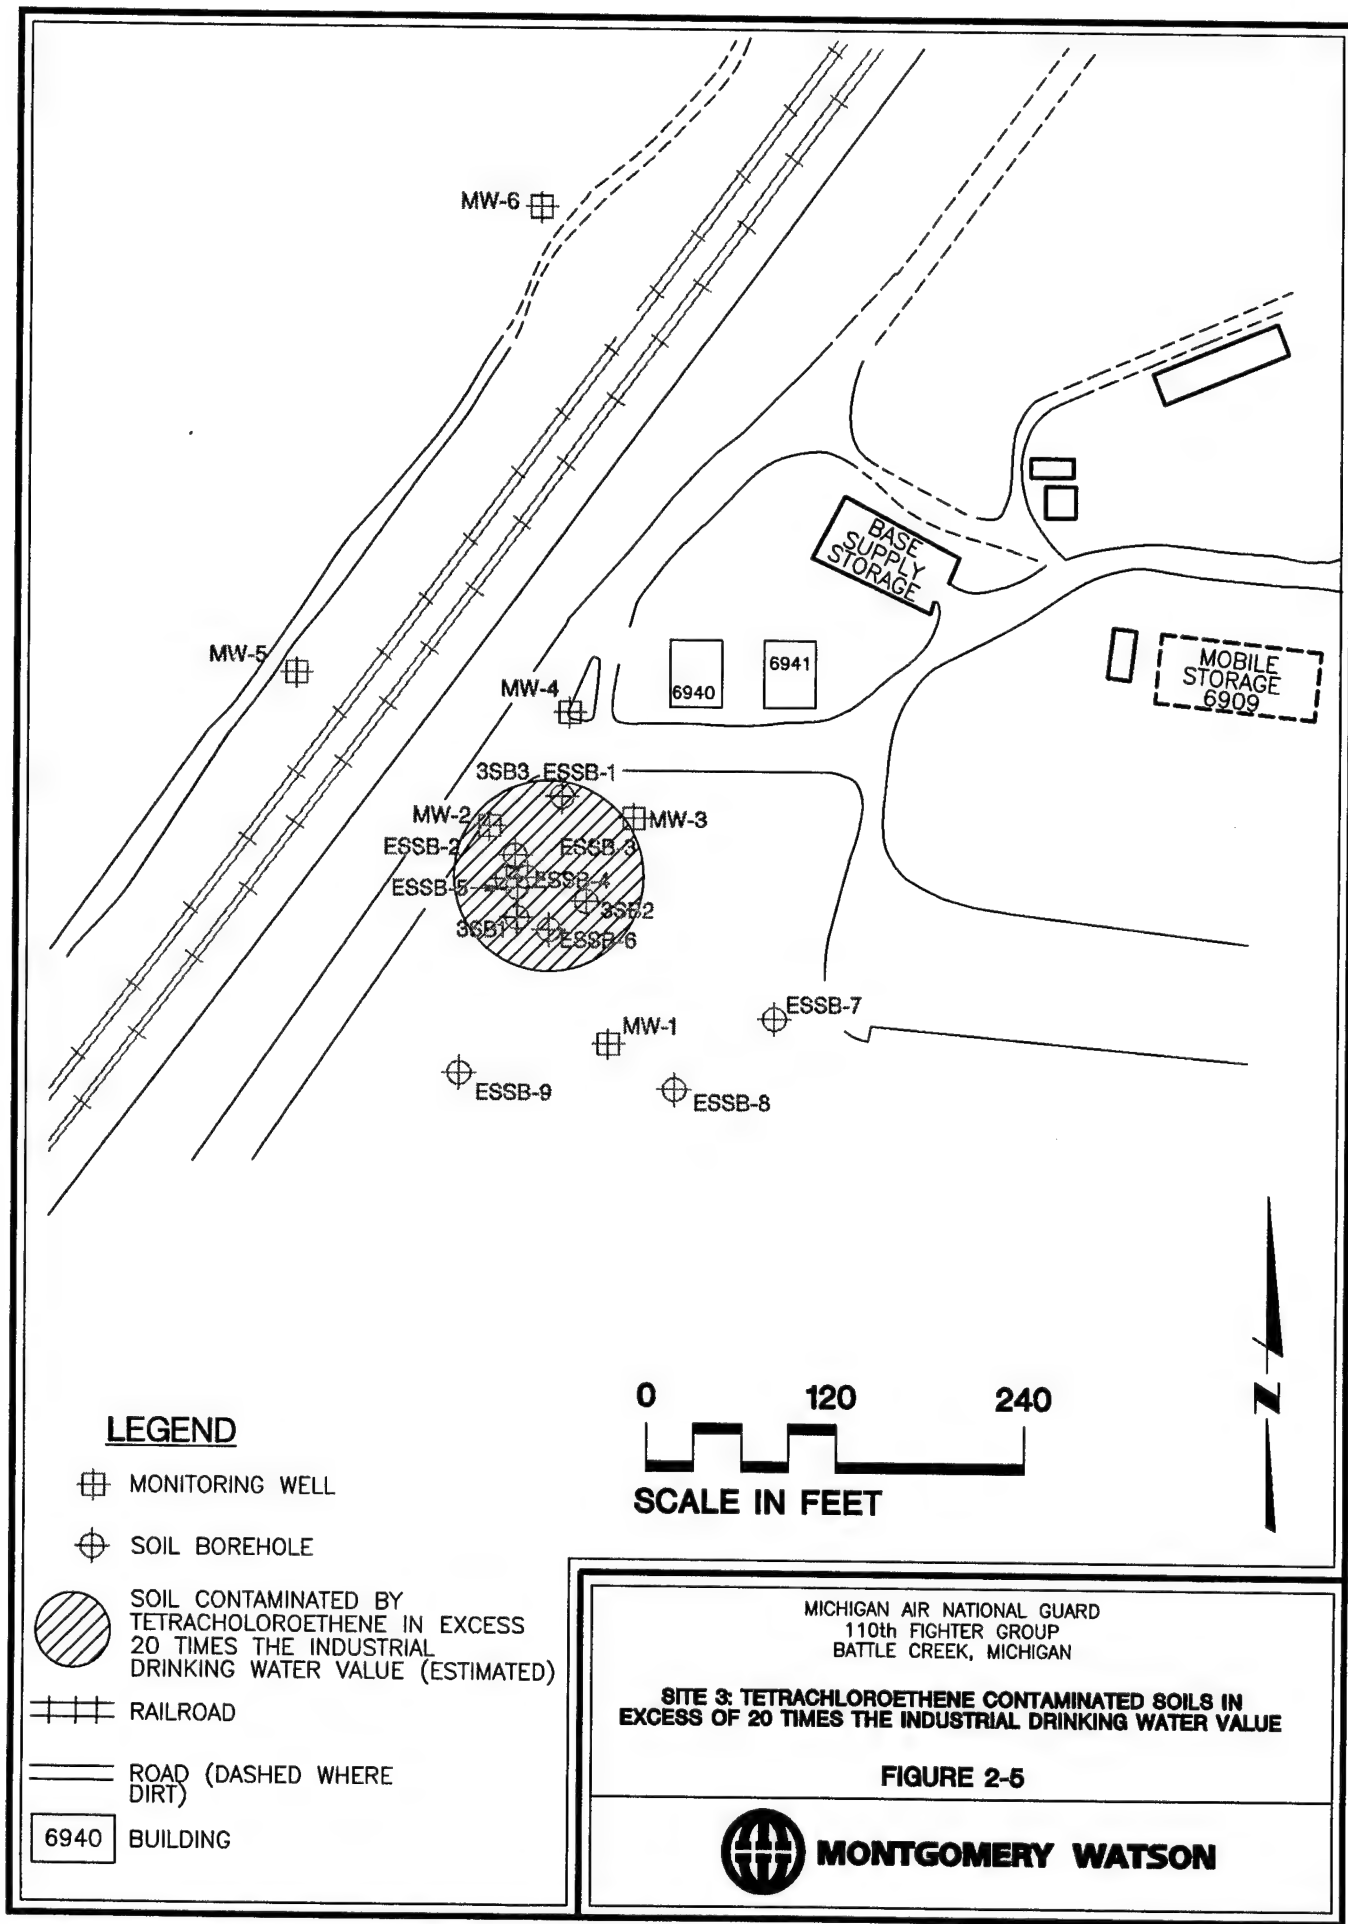 MW-6
BASE
SUPPLY
STORAGE
MW-5
6940
6941
MOBILE
STORAGE
6909
MW-4
3SB3
ESSB-1
MW-2
MW-3
ESSB-2
ESSB-3
ESSB-5
ESSB-4
3SB2
3SB1
ESSB-6
ESSB-7
MW-1
ESSB-9
ESSB-8
0 120 240
SCALE IN FEET
N
LEGEND
MONITORING WELL
SOIL BOREHOLE
SOIL CONTAMINATED BY
TETRACHOLOROETHENE IN EXCESS
20 TIMES THE INDUSTRIAL
DRINKING WATER VALUE (ESTIMATED)
RAILROAD
ROAD (DASHED WHERE
DIRT)
6940 BUILDING
MICHIGAN AIR NATIONAL GUARD
110th FIGHTER GROUP
BATTLE CREEK, MICHIGAN
SITE 3: TETRACHLOROETHENE CONTAMINATED SOILS IN
EXCESS OF 20 TIMES THE INDUSTRIAL DRINKING WATER VALUE
FIGURE 2-5
MONTGOMERY WATSON